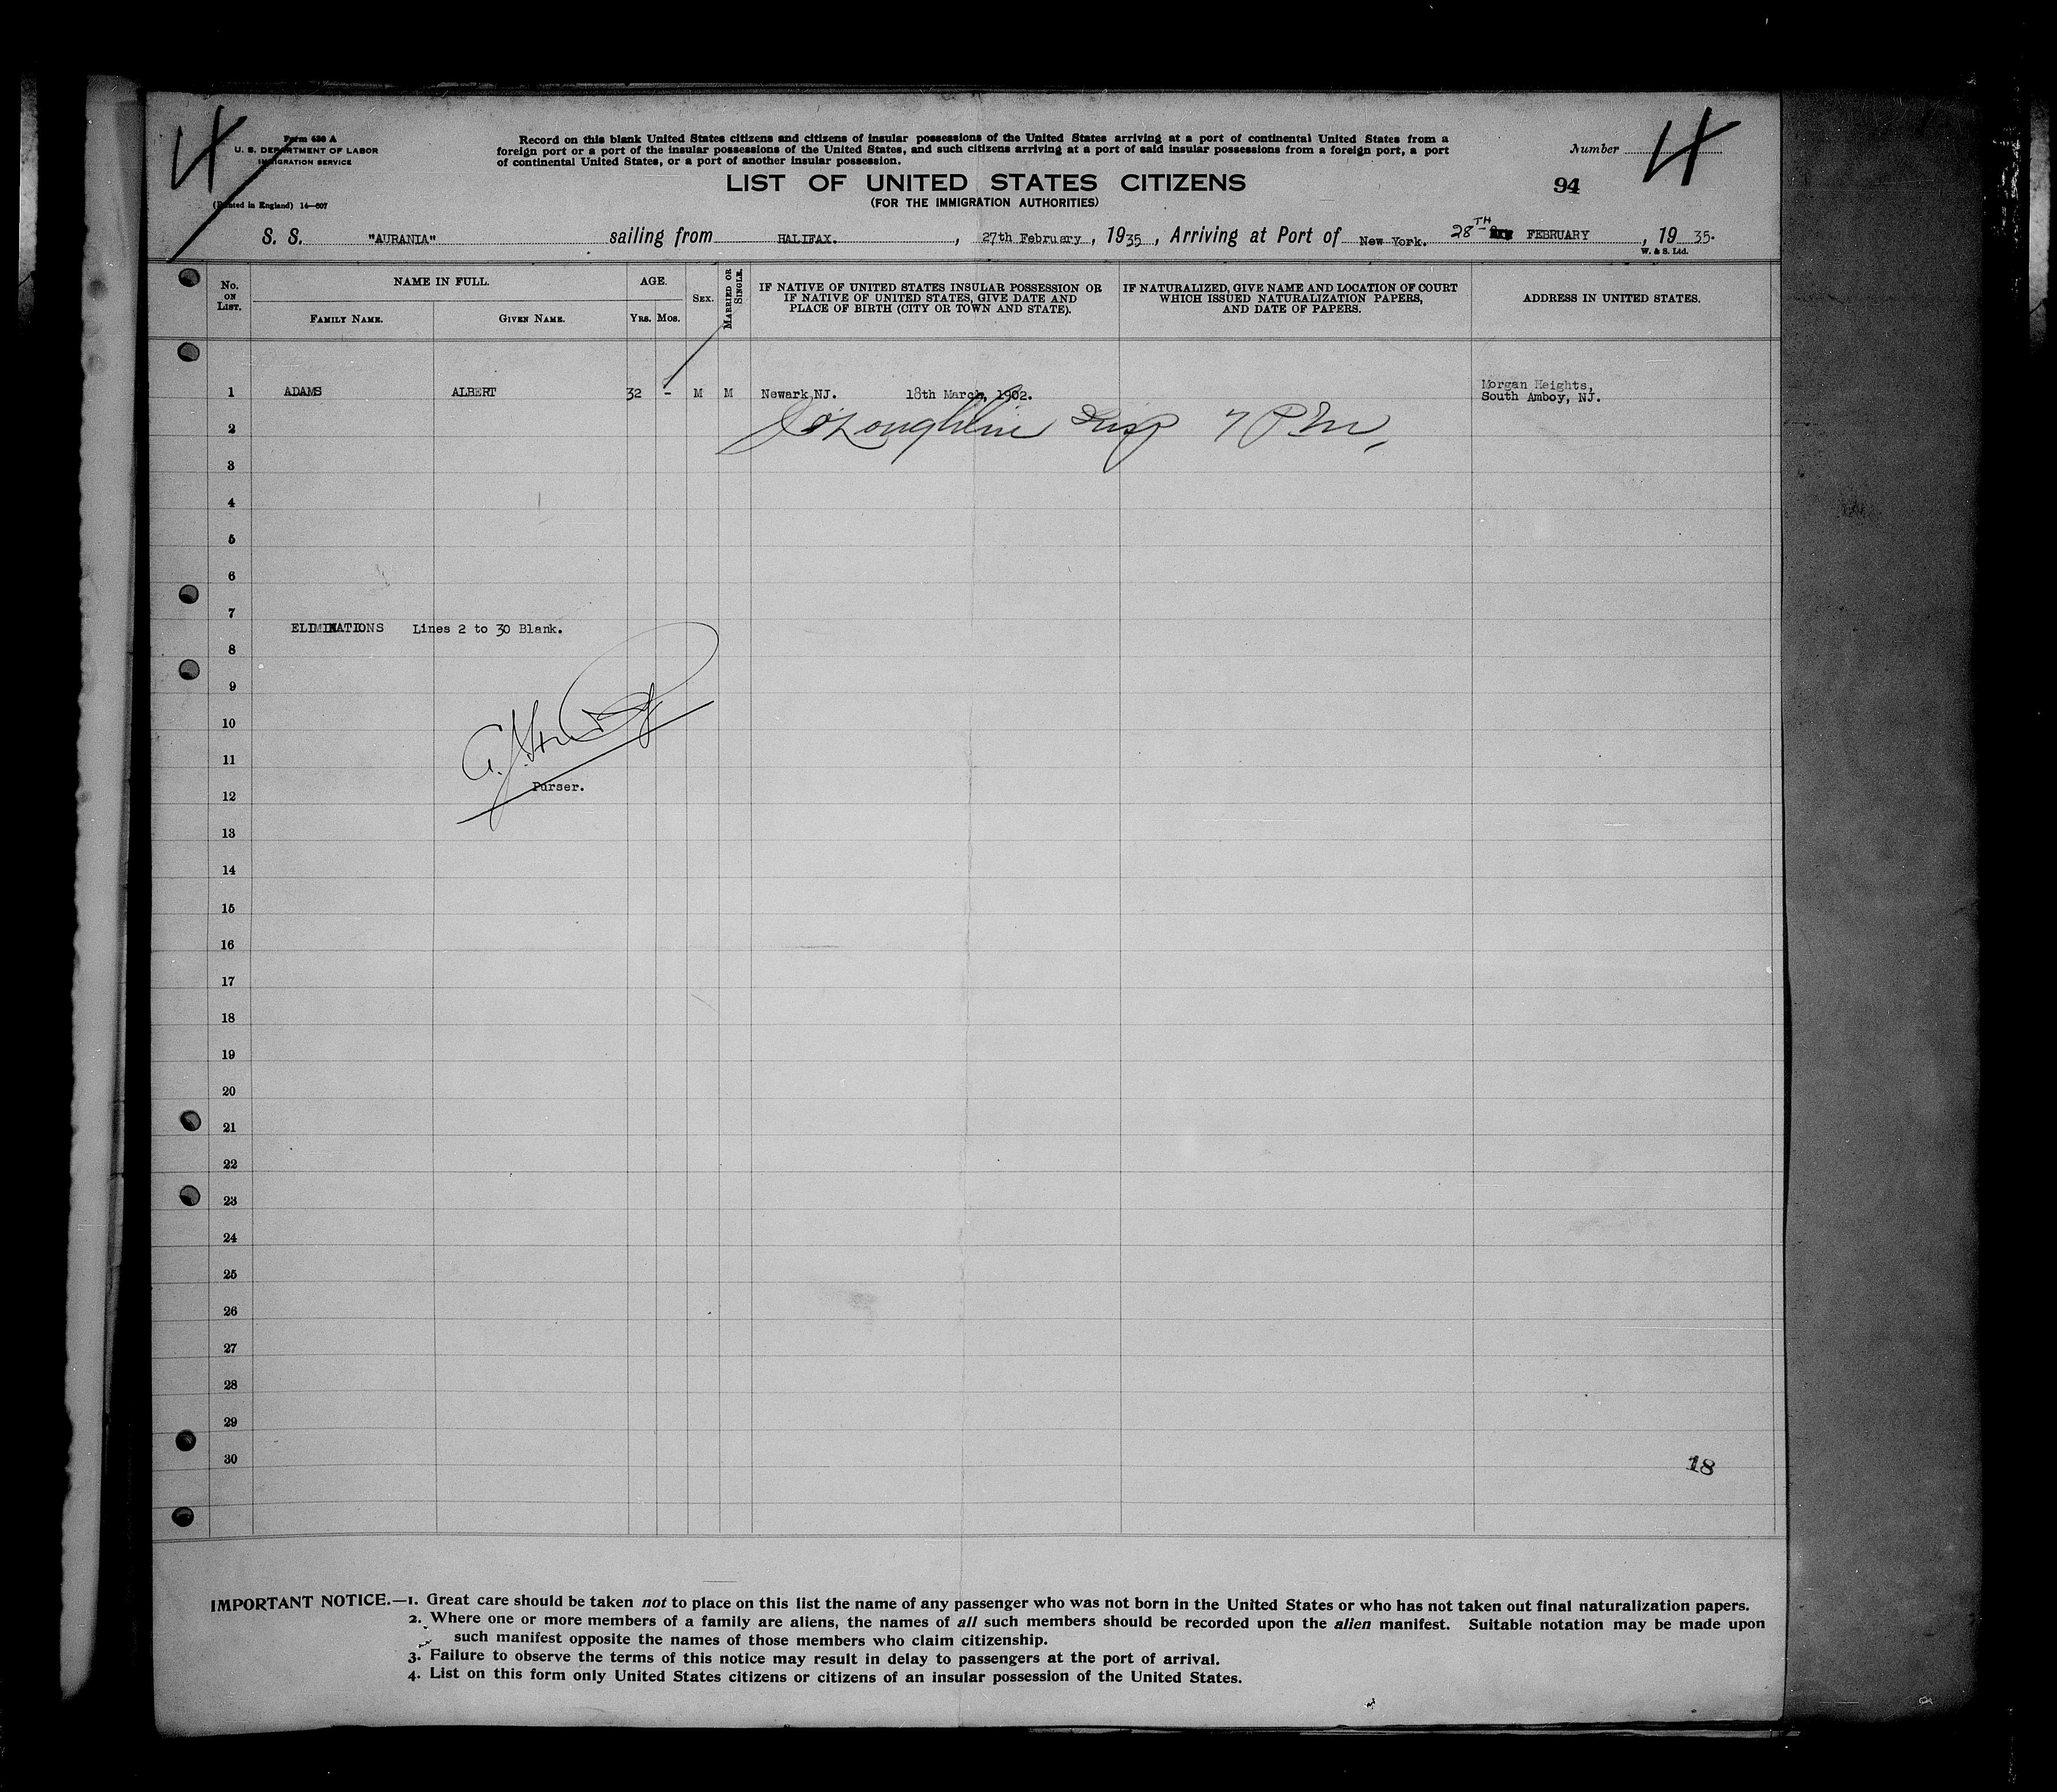 4
Form 630 A
U. S. DEPARTMENT OF LABOR
IMMIGRATION SERVICE
(Printed in England) 14—607
Record on this blank United States citizens and citizens of insular possessions of the United States arriving at a port of continental United States from a
foreign port or a port of the insular possessions of the United States, and such citizens arriving at a port of said insular possessions from a foreign port, a port
of continental United States, or a port of another insular possession.
Number 4
LIST OF UNITED STATES CITIZENS
(FOR THE IMMIGRATION AUTHORITIES)
94
S. S. "AURANIA" sailing from HALIFAX. , 27th February , 1935 , Arriving at Port of New York. 28TH FEBRUARY , 19 35.
W. & S. Ltd.
No. ON LIST.
NAME IN FULL.
FAMILY NAME.
GIVEN NAME.
AGE.
YRS. MOS.
SEX.
MARRIED OR SINGLE.
IF NATIVE OF UNITED STATES INSULAR POSSESSION OR
IF NATIVE OF UNITED STATES, GIVE DATE AND
PLACE OF BIRTH (CITY OR TOWN AND STATE).
IF NATURALIZED, GIVE NAME AND LOCATION OF COURT
WHICH ISSUED NATURALIZATION PAPERS,
AND DATE OF PAPERS.
ADDRESS IN UNITED STATES.
1 ADAMS ALBERT 32 - M M Newark NJ. 18th March, 1902. Morgan Heights,
South Amboy, NJ.
2 O'Loughlin Insp 7 PM,
3
4
5
6
7
ELIMINATIONS Lines 2 to 30 Blank.
8
9
10
11
Purser.
12
13
14
15
16
17
18
19
20
21
22
23
24
25
26
27
28
29
30
18
IMPORTANT NOTICE.—1. Great care should be taken not to place on this list the name of any passenger who was not born in the United States or who has not taken out final naturalization papers.
2. Where one or more members of a family are aliens, the names of all such members should be recorded upon the alien manifest. Suitable notation may be made upon
such manifest opposite the names of those members who claim citizenship.
3. Failure to observe the terms of this notice may result in delay to passengers at the port of arrival.
4. List on this form only United States citizens or citizens of an insular possession of the United States.